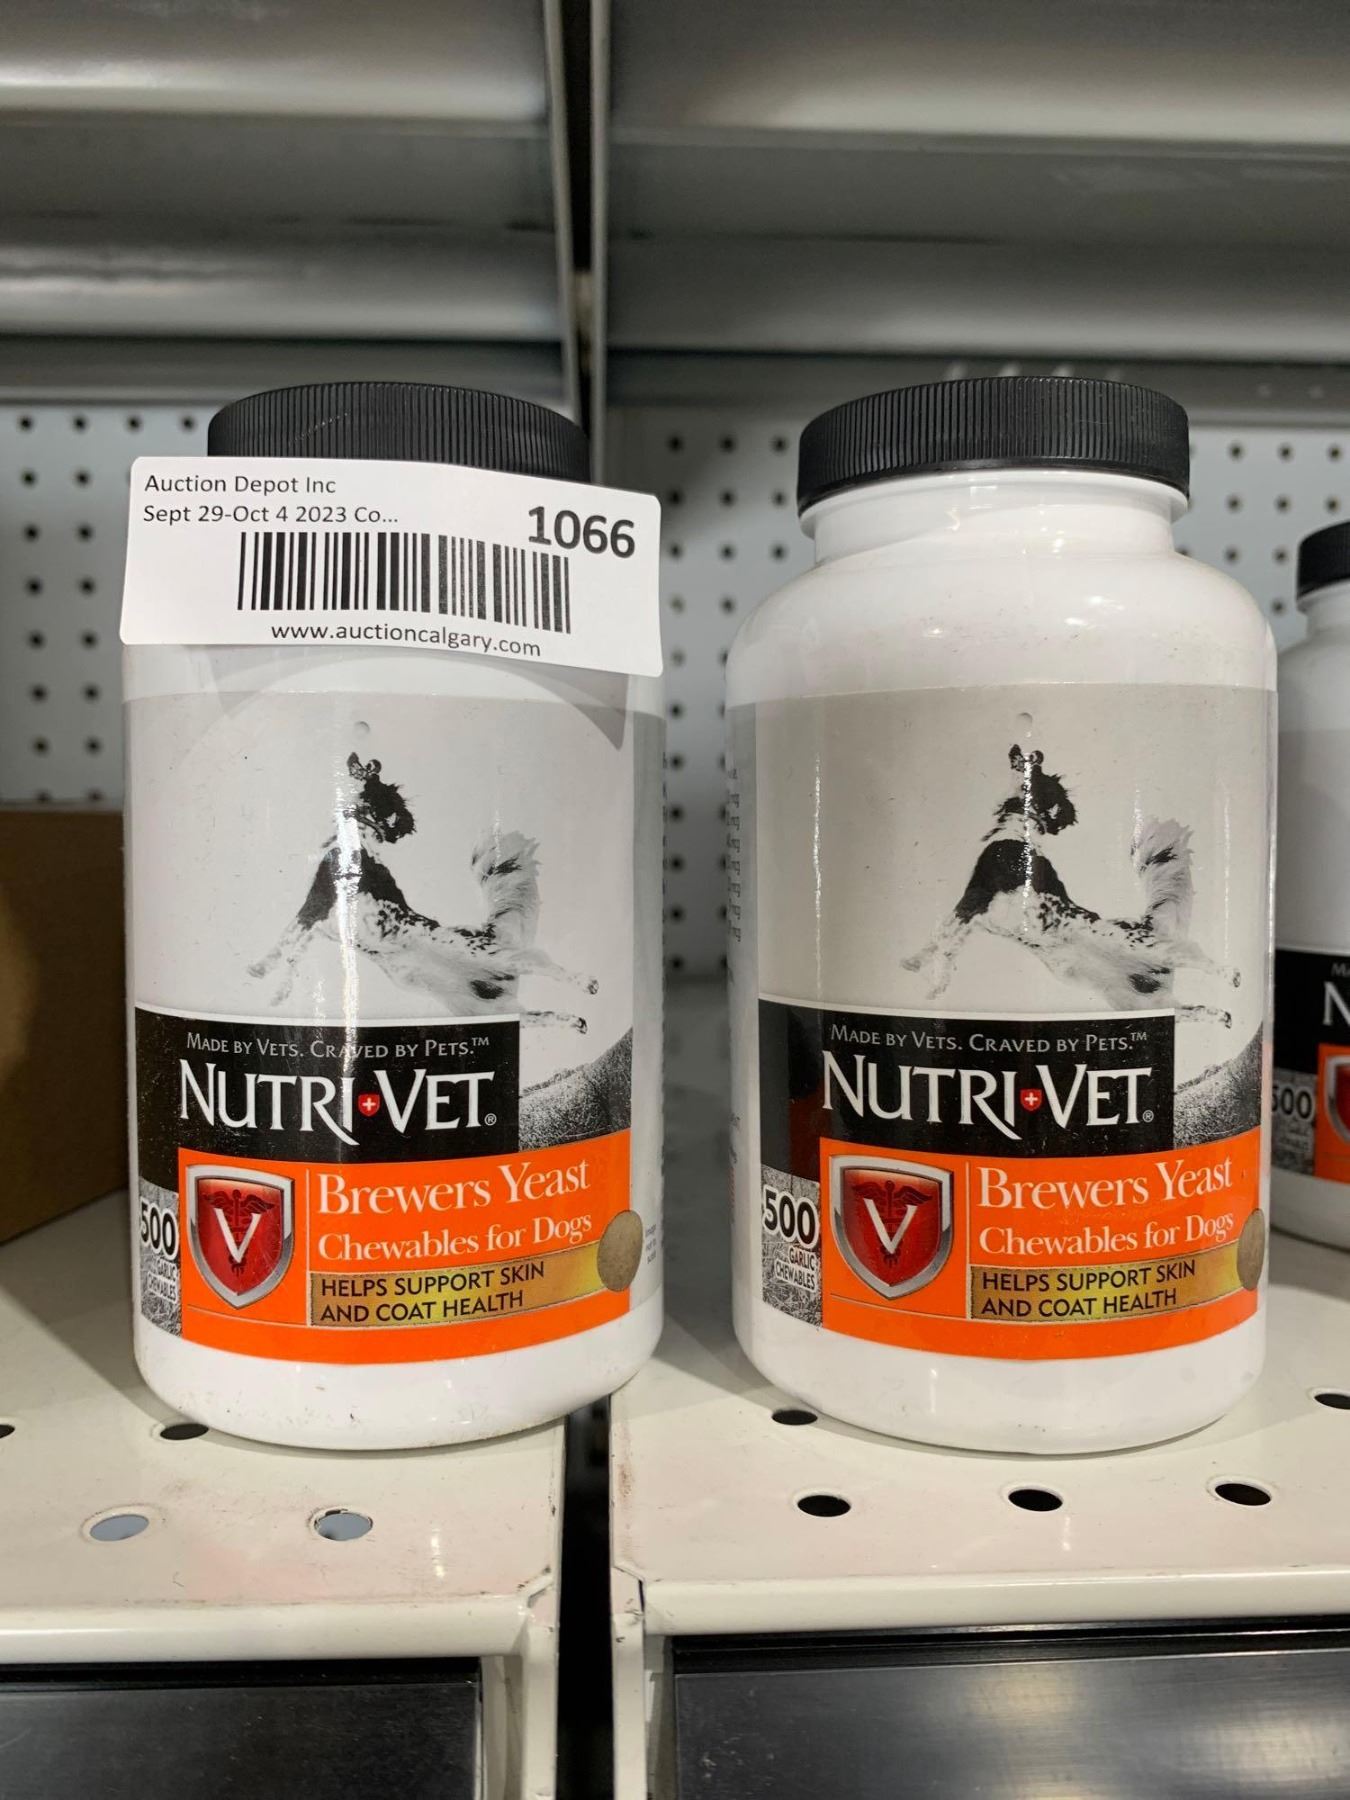 Auction Depot Inc
Sept 29-Oct 4 2023 Co...
1066
www.auctioncalgary.com
MADE BY VETS. CRAVED BY PETS.™
NUTRI VET®
500
GARLIC
CHEWABLES
V
Brewers Yeast
Chewables for Dogs
HELPS SUPPORT SKIN
AND COAT HEALTH
MADE BY VETS. CRAVED BY PETS.™
NUTRI VET®
500
GARLIC
CHEWABLES
V
Brewers Yeast
Chewables for Dogs
HELPS SUPPORT SKIN
AND COAT HEALTH
500